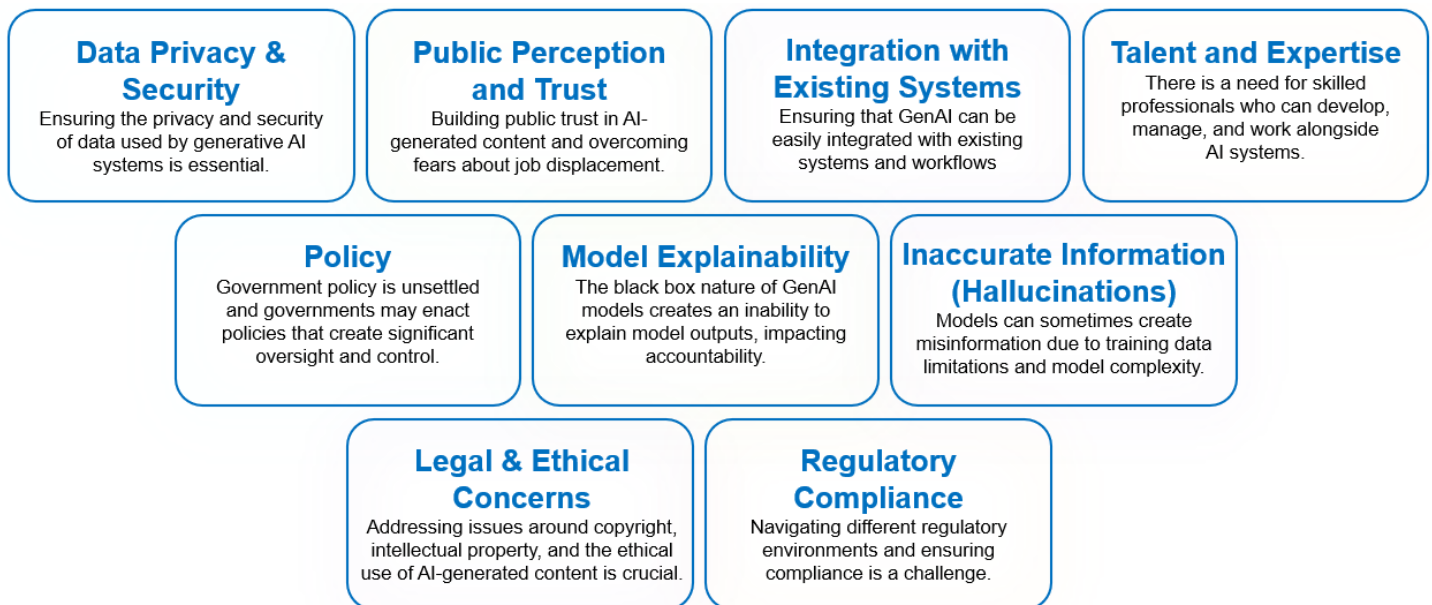 Data Privacy &
Security
Ensuring the privacy and security
of data used by generative AI
systems is essential.
Public Perception
and Trust
Building public trust in AI-
generated content and overcoming
fears about job displacement.
Integration with
Existing Systems
Ensuring that GenAI can be
easily integrated with existing
systems and workflows
Talent and Expertise
There is a need for skilled
professionals who can develop,
manage, and work alongside
AI systems.
Policy
Government policy is unsettled
and governments may enact
policies that create significant
oversight and control.
Model Explainability
The black box nature of GenAI
models creates an inability to
explain model outputs, impacting
accountability.
Inaccurate Information
(Hallucinations)
Models can sometimes create
misinformation due to training data
limitations and model complexity.
Legal & Ethical
Concerns
Addressing issues around copyright,
intellectual property, and the ethical
use of AI-generated content is crucial.
Regulatory
Compliance
Navigating different regulatory
environments and ensuring
compliance is a challenge.